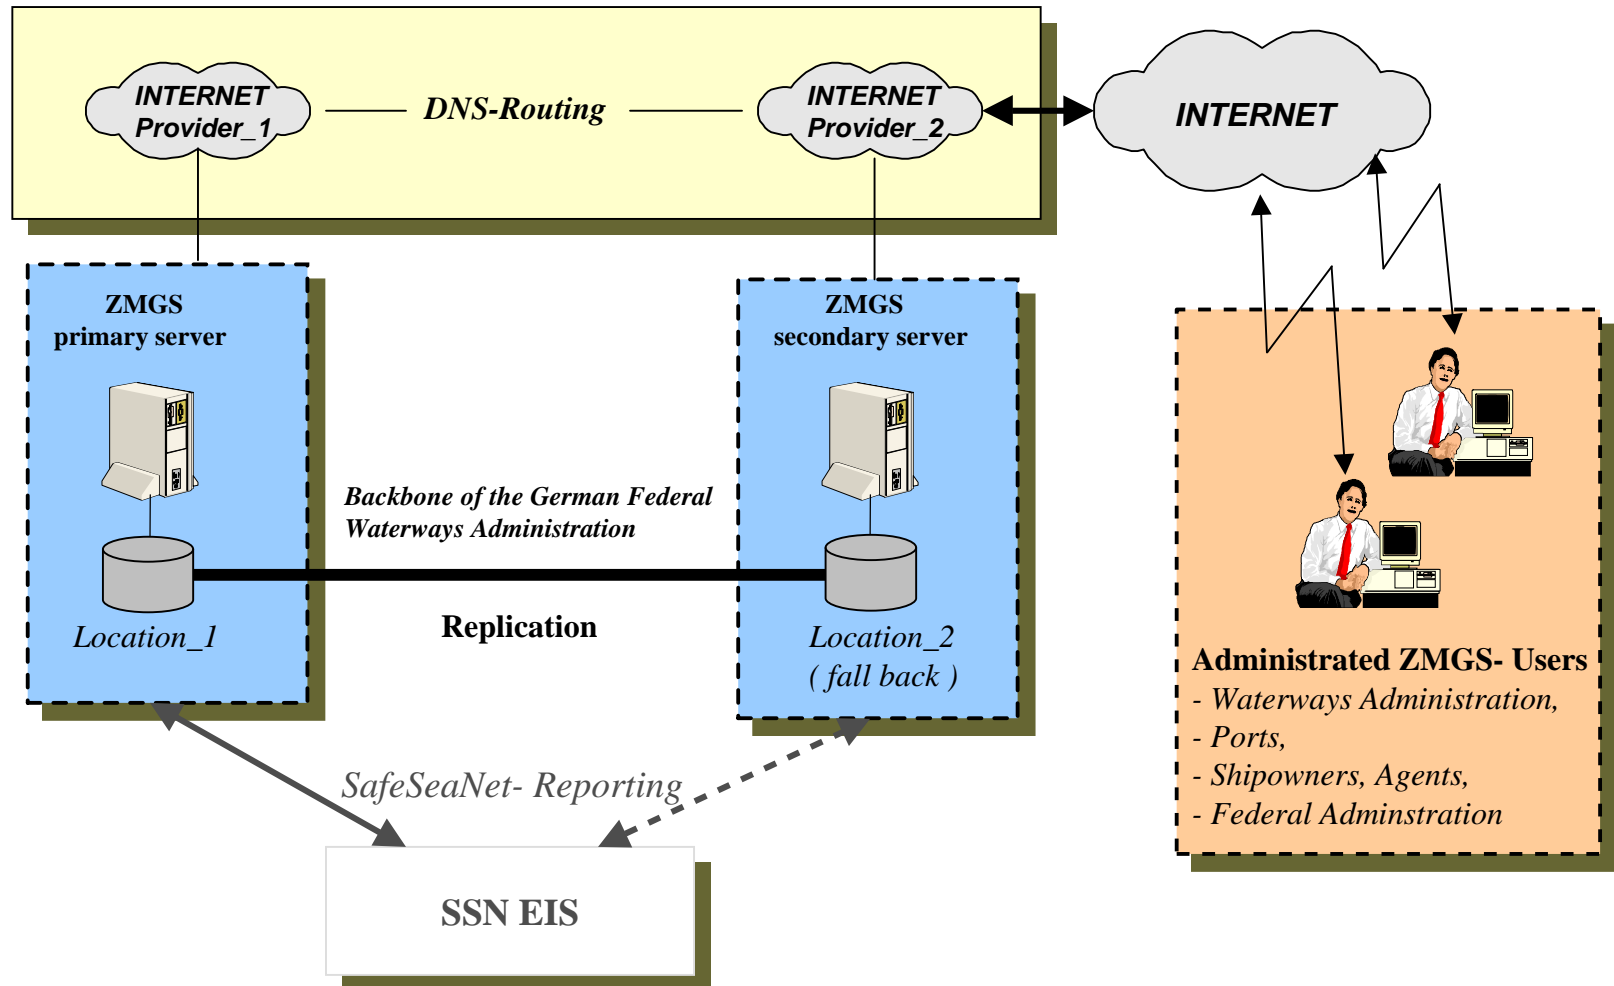 INTERNET
Provider_1
DNS-Routing
INTERNET
Provider_2
INTERNET
ZMGS
primary server
ZMGS
secondary server
Backbone of the German Federal
Waterways Administration
Replication
Location_1
Location_2
( fall back )
Administrated ZMGS- Users
- Waterways Administration,
- Ports,
- Shipowners, Agents,
- Federal Adminstration
SafeSeaNet- Reporting
SSN EIS